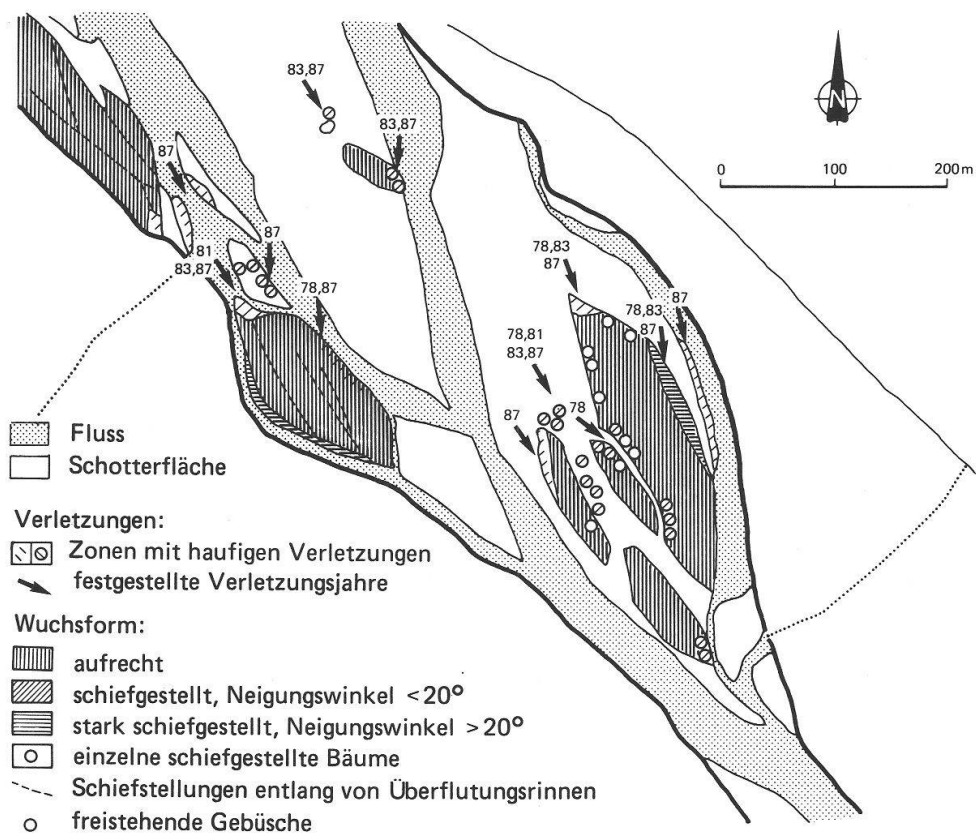 83,87
83,87
N
0 100 200 m
87
87
81
83,87
78,87
78,83
87
87
78,83
87
78,81
83,87
87
78
Fluss
Schotterfläche
Verletzungen:
Zonen mit haufigen Verletzungen
festgestellte Verletzungsjahre
Wuchsform:
aufrecht
schiefgestellt, Neigungswinkel <20°
stark schiefgestellt, Neigungswinkel >20°
einzelne schiefgestellte Bäume
Schiefstellungen entlang von Überflutungsrinnen
freistehende Gebüsche